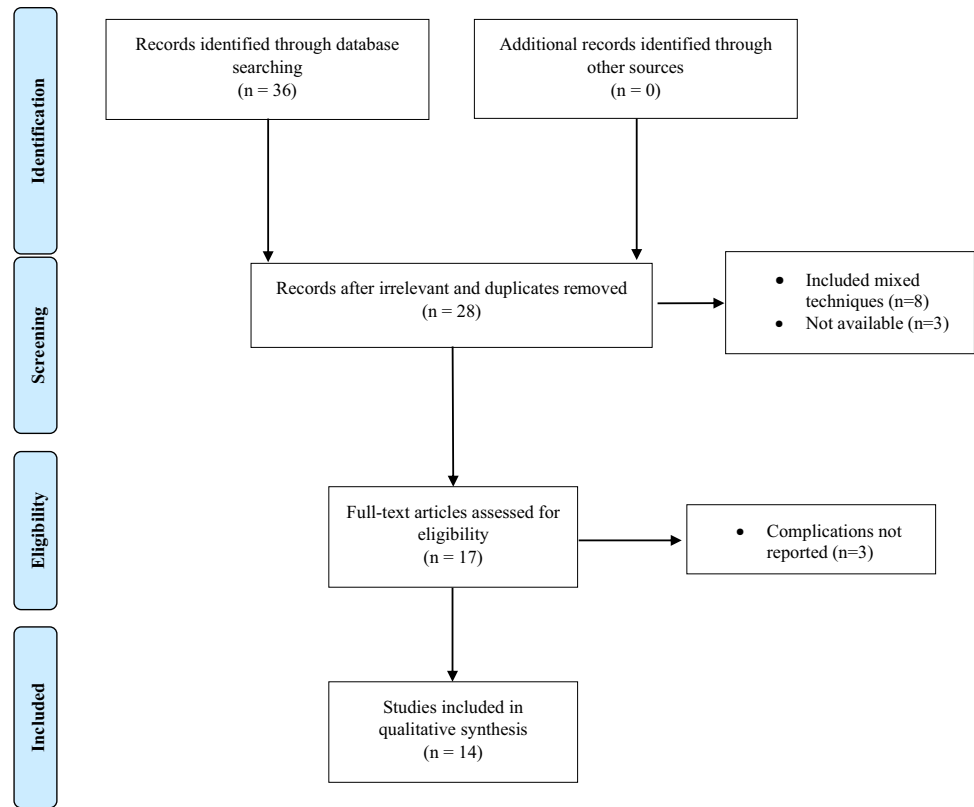 Identification
Records identified through database
searching
(n = 36)
Additional records identified through
other sources
(n = 0)
Screening
Records after irrelevant and duplicates removed
(n = 28)
• Included mixed
techniques (n=8)
• Not available (n=3)
Eligibility
Full-text articles assessed for
eligibility
(n = 17)
• Complications not
reported (n=3)
Included
Studies included in
qualitative synthesis
(n = 14)